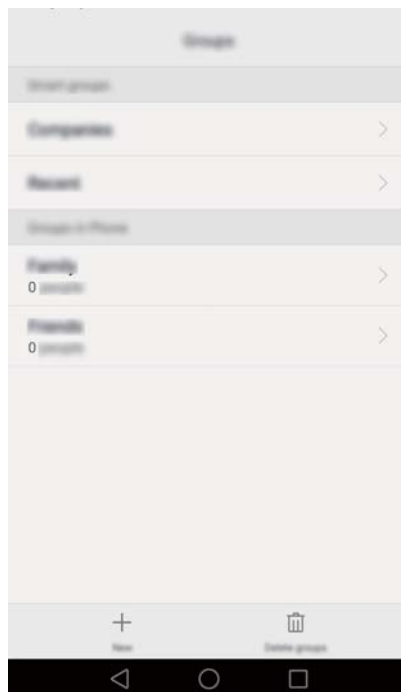 Groups
Smart groups
Companies
Recent
Groups in Phone
Family
0 people
Friends
0 people
New
Delete groups